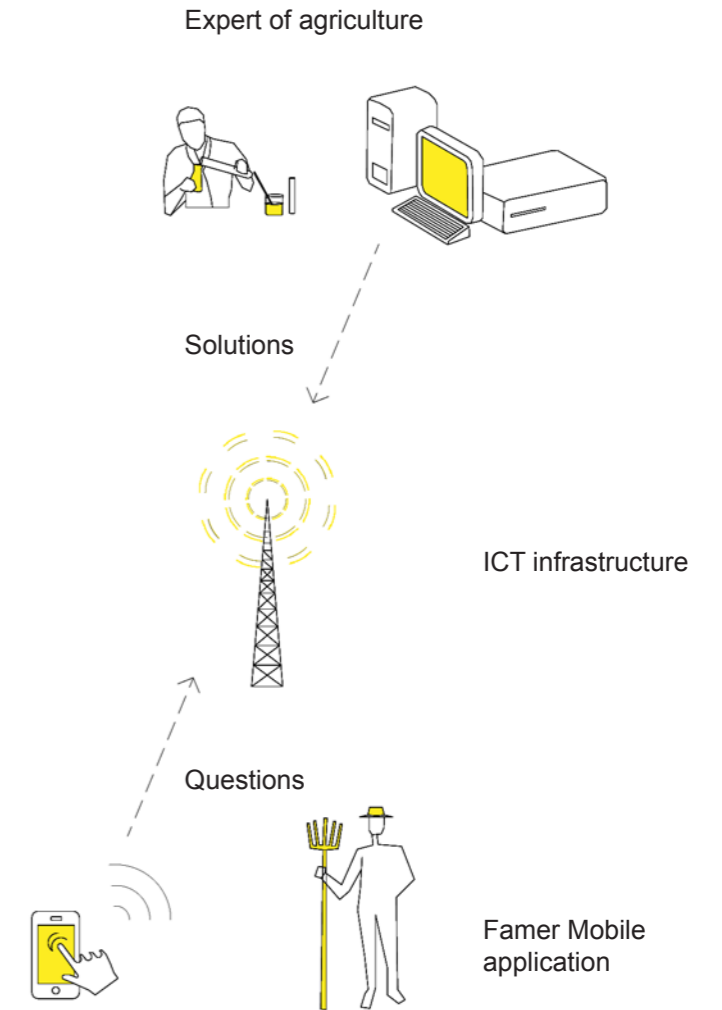 Expert of agriculture
Solutions
ICT infrastructure
Questions
Famer Mobile
application